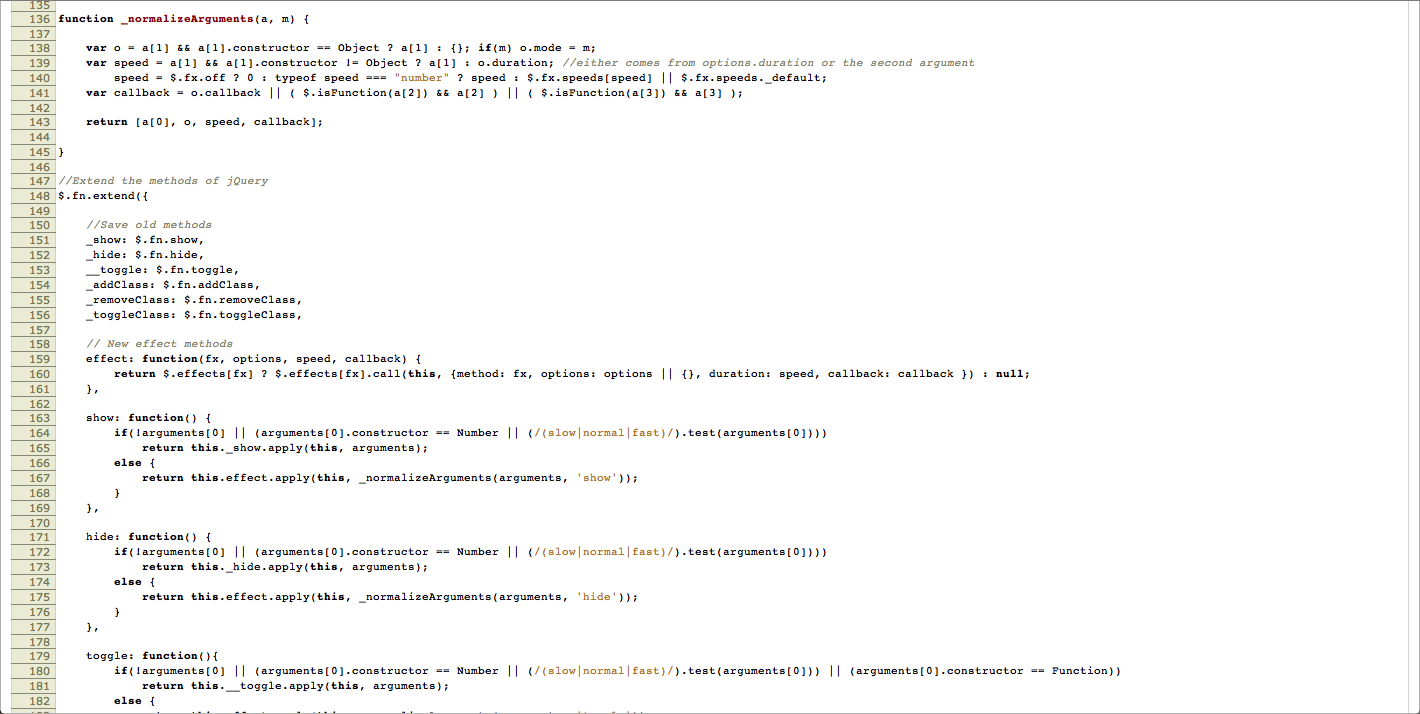 135
136 function _normalizeArguments(a, m) {
137
138     var o = a[1] && a[1].constructor == Object ? a[1] : {}; if(m) o.mode = m;
139     var speed = a[1] && a[1].constructor != Object ? a[1] : o.duration; //either comes from options.duration or the second argument
140         speed = $.fx.off ? 0 : typeof speed === "number" ? speed : $.fx.speeds[speed] || $.fx.speeds._default;
141     var callback = o.callback || ( $.isFunction(a[2]) && a[2] ) || ( $.isFunction(a[3]) && a[3] );
142
143     return [a[0], o, speed, callback];
144
145 }
146
147 //Extend the methods of jQuery
148 $.fn.extend({
149
150     //Save old methods
151     _show: $.fn.show,
152     _hide: $.fn.hide,
153     __toggle: $.fn.toggle,
154     _addClass: $.fn.addClass,
155     _removeClass: $.fn.removeClass,
156     _toggleClass: $.fn.toggleClass,
157
158     // New effect methods
159     effect: function(fx, options, speed, callback) {
160         return $.effects[fx] ? $.effects[fx].call(this, {method: fx, options: options || {}, duration: speed, callback: callback }) : null;
161     },
162
163     show: function() {
164         if(!arguments[0] || (arguments[0].constructor == Number || (/(slow|normal|fast)/).test(arguments[0])))
165             return this._show.apply(this, arguments);
166         else {
167             return this.effect.apply(this, _normalizeArguments(arguments, 'show'));
168         }
169     },
170
171     hide: function() {
172         if(!arguments[0] || (arguments[0].constructor == Number || (/(slow|normal|fast)/).test(arguments[0])))
173             return this._hide.apply(this, arguments);
174         else {
175             return this.effect.apply(this, _normalizeArguments(arguments, 'hide'));
176         }
177     },
178
179     toggle: function(){
180         if(!arguments[0] || (arguments[0].constructor == Number || (/(slow|normal|fast)/).test(arguments[0])) || (arguments[0].constructor == Function))
181             return this.__toggle.apply(this, arguments);
182         else {